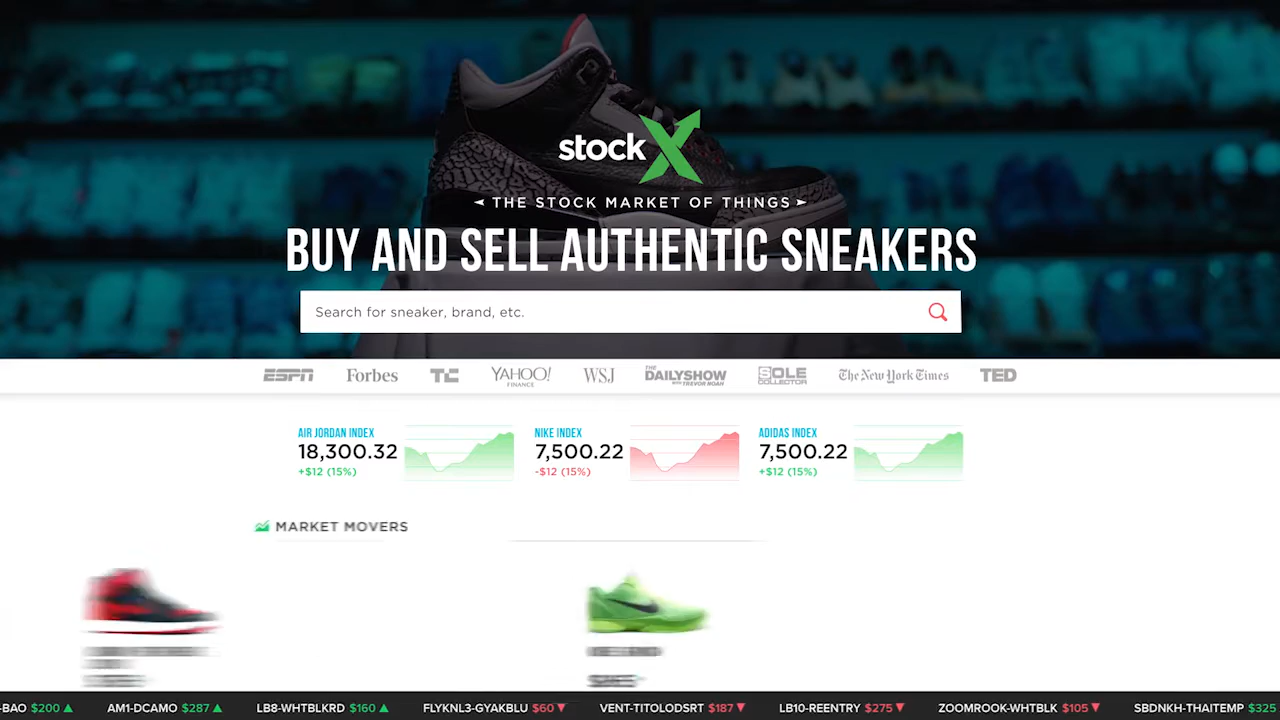 stockX
THE STOCK MARKET OF THINGS
BUY AND SELL AUTHENTIC SNEAKERS
Search for sneaker, brand, etc.
ESPN Forbes TC YAHOO! FINANCE WSJ THE DAILYSHOW WITH TREVOR NOAH SOLE COLLECTOR The New York Times TED
AIR JORDAN INDEX
18,300.32
+$12 (15%)
NIKE INDEX
7,500.22
-$12 (15%)
ADIDAS INDEX
7,500.22
+$12 (15%)
MARKET MOVERS
-BAO $200 ▲ AM1-DCAMO $287 ▲ LB8-WHTBLKRD $160 ▲ FLYKNL3-GYAKBLU $60 ▼ VENT-TITOLODSRT $187 ▼ LB10-REENTRY $275 ▼ ZOOMROOK-WHTBLK $105 ▼ SBDNKH-THAITEMP $325